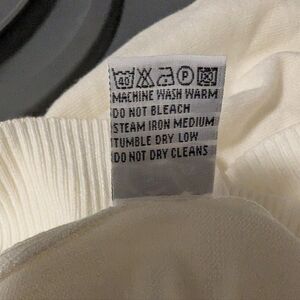 40 P
MACHINE WASH WARM
DO NOT BLEACH
STEAM IRON MEDIUM
TUMBLE DRY LOW
DO NOT DRY CLEANS